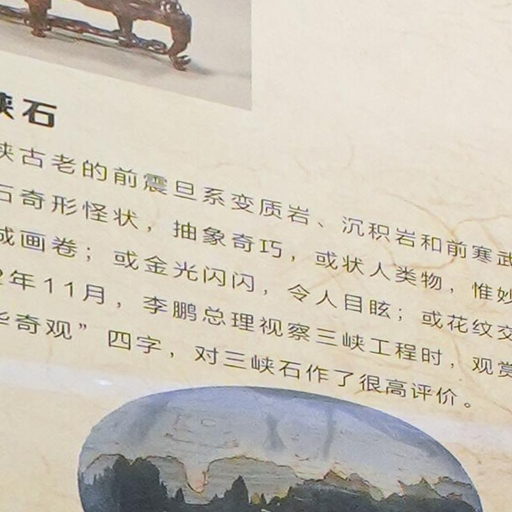 峡石
峡古老的前震旦系变质岩、沉积岩和前寒武
石奇形怪状，抽象奇巧，或状人类物，惟妙
成画卷；或金光闪闪，令人目眩；或花纹交
2年11月，李鹏总理视察三峡工程时，观赏
华奇观”四字，对三峡石作了很高评价。